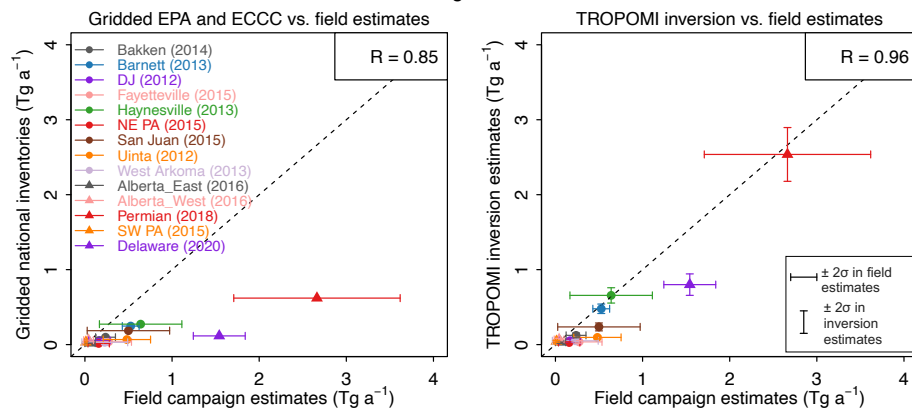 Gridded EPA and ECCC vs. field estimates
Gridded national inventories (Tg a⁻¹)
4
3
2
1
0
R = 0.85
Bakken (2014)
Barnett (2013)
DJ (2012)
Fayetteville (2015)
Haynesville (2013)
NE PA (2015)
San Juan (2015)
Uinta (2012)
West Arkoma (2013)
Alberta_East (2016)
Alberta_West (2016)
Permian (2018)
SW PA (2015)
Delaware (2020)
0 1 2 3 4
Field campaign estimates (Tg a⁻¹)
TROPOMI inversion vs. field estimates
TROPOMI inversion estimates (Tg a⁻¹)
4
3
2
1
0
R = 0.96
± 2σ in field
estimates
± 2σ in
inversion
estimates
0 1 2 3 4
Field campaign estimates (Tg a⁻¹)